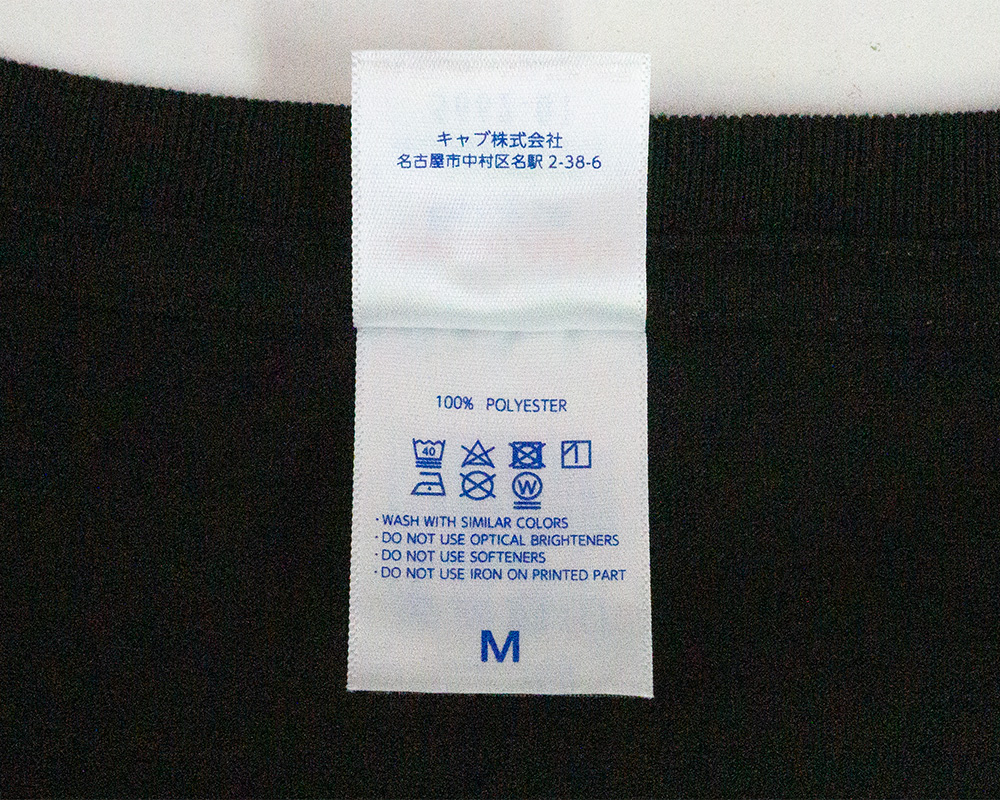 キャブ株式会社
名古屋市中村区名駅 2-38-6
100% POLYESTER
40
W
・WASH WITH SIMILAR COLORS
・DO NOT USE OPTICAL BRIGHTENERS
・DO NOT USE SOFTENERS
・DO NOT USE IRON ON PRINTED PART
M